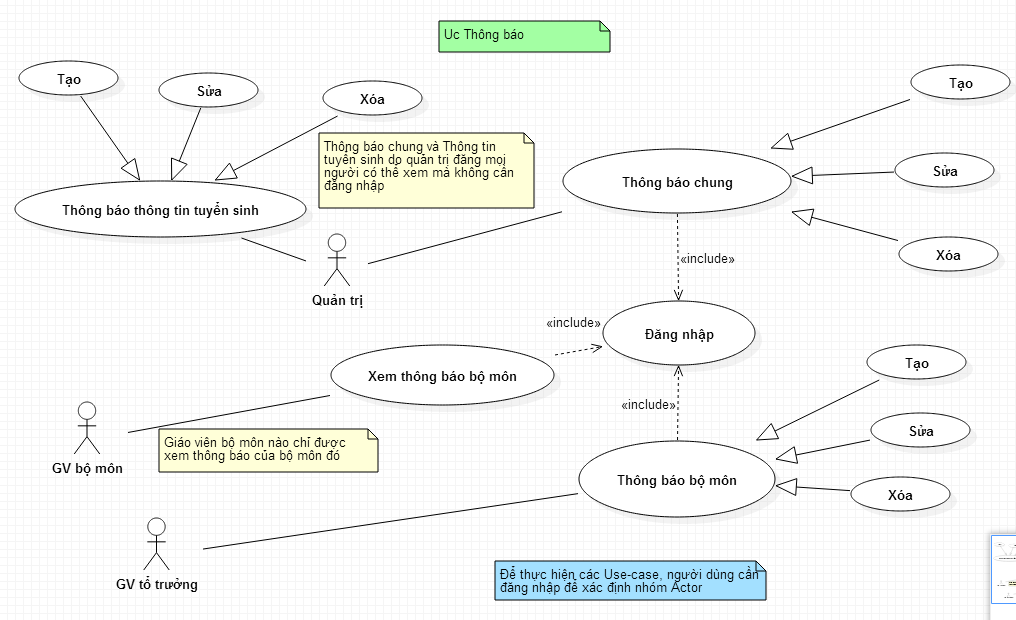 Uc Thông báo
Tạo
Sửa
Xóa
Tạo
Thông báo chung và Thông tin
tuyên sinh dp quản trị đăng mọi
người có thể xem mà không cần
đăng nhập
Thông báo chung
Sửa
Thông báo thông tin tuyển sinh
Xóa
«include»
Quản trị
«include»
Đăng nhập
Xem thông báo bộ môn
Tạo
«include»
Sửa
GV bộ môn
Giáo viên bộ môn nào chỉ được
xem thông báo của bộ môn đó
Thông báo bộ môn
Xóa
GV tổ trưởng
Để thực hiện các Use-case, người dùng cần
đăng nhập để xác định nhóm Actor